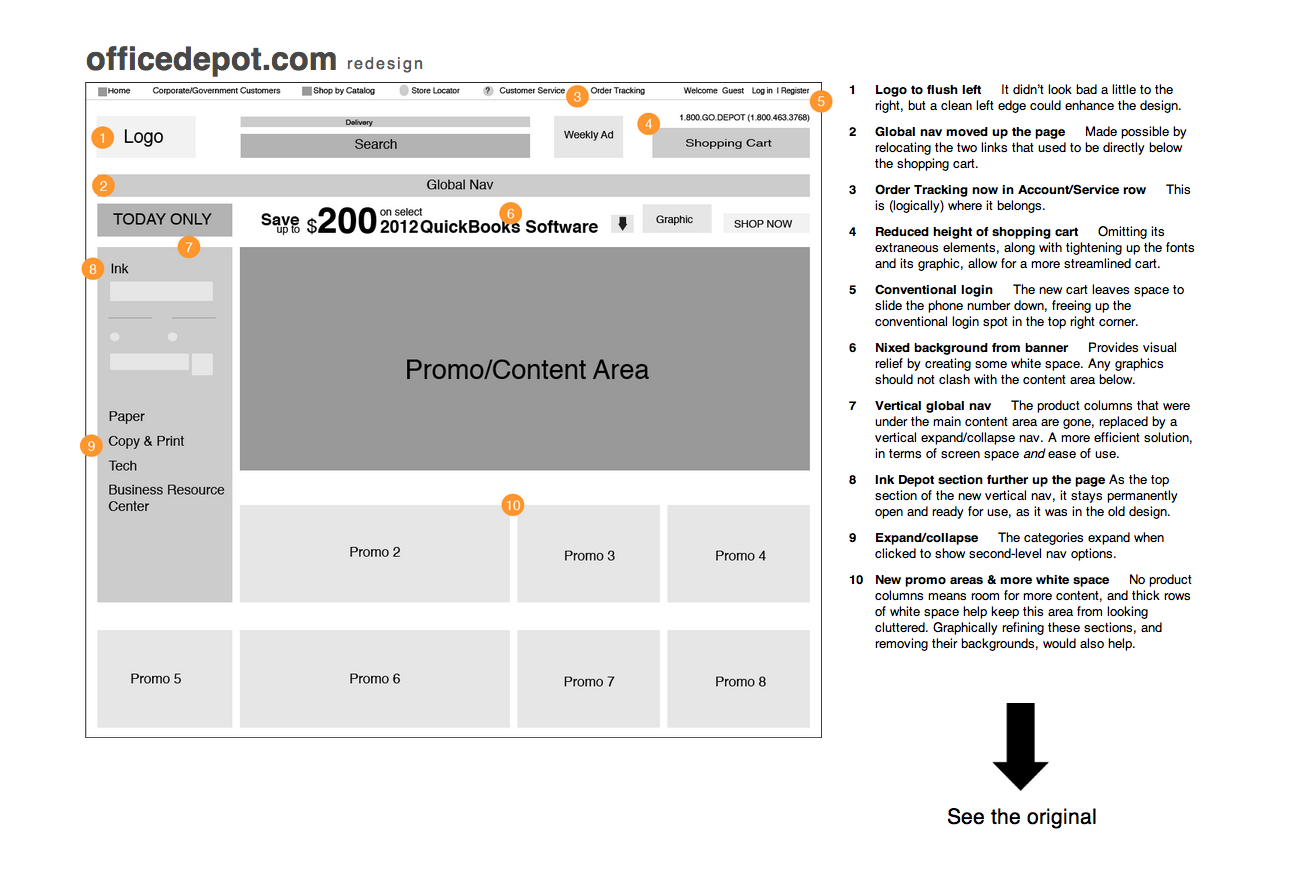 officedepot.com redesign
Home Corporate/Government Customers Shop by Catalog Store Locator ? Customer Service 3 Order Tracking Welcome Guest Log in I Register
5
1.800.GO.DEPOT (1.800.463.3768)
Delivery
4
1 Logo
Search
Weekly Ad
Shopping Cart
2 Global Nav
TODAY ONLY
Save up to $200 on select
2012 QuickBooks Software
6
Graphic
SHOP NOW
7
8 Ink
Promo/Content Area
Paper
9 Copy & Print
Tech
Business Resource
Center
10
Promo 2
Promo 3
Promo 4
Promo 5
Promo 6
Promo 7
Promo 8
1 Logo to flush left It didn't look bad a little to the
right, but a clean left edge could enhance the design.
2 Global nav moved up the page Made possible by
relocating the two links that used to be directly below
the shopping cart.
3 Order Tracking now in Account/Service row This
is (logically) where it belongs.
4 Reduced height of shopping cart Omitting its
extraneous elements, along with tightening up the fonts
and its graphic, allow for a more streamlined cart.
5 Conventional login The new cart leaves space to
slide the phone number down, freeing up the
conventional login spot in the top right corner.
6 Nixed background from banner Provides visual
relief by creating some white space. Any graphics
should not clash with the content area below.
7 Vertical global nav The product columns that were
under the main content area are gone, replaced by a
vertical expand/collapse nav. A more efficient solution,
in terms of screen space and ease of use.
8 Ink Depot section further up the page As the top
section of the new vertical nav, it stays permanently
open and ready for use, as it was in the old design.
9 Expand/collapse The categories expand when
clicked to show second-level nav options.
10 New promo areas & more white space No product
columns means room for more content, and thick rows
of white space help keep this area from looking
cluttered. Graphically refining these sections, and
removing their backgrounds, would also help.
See the original